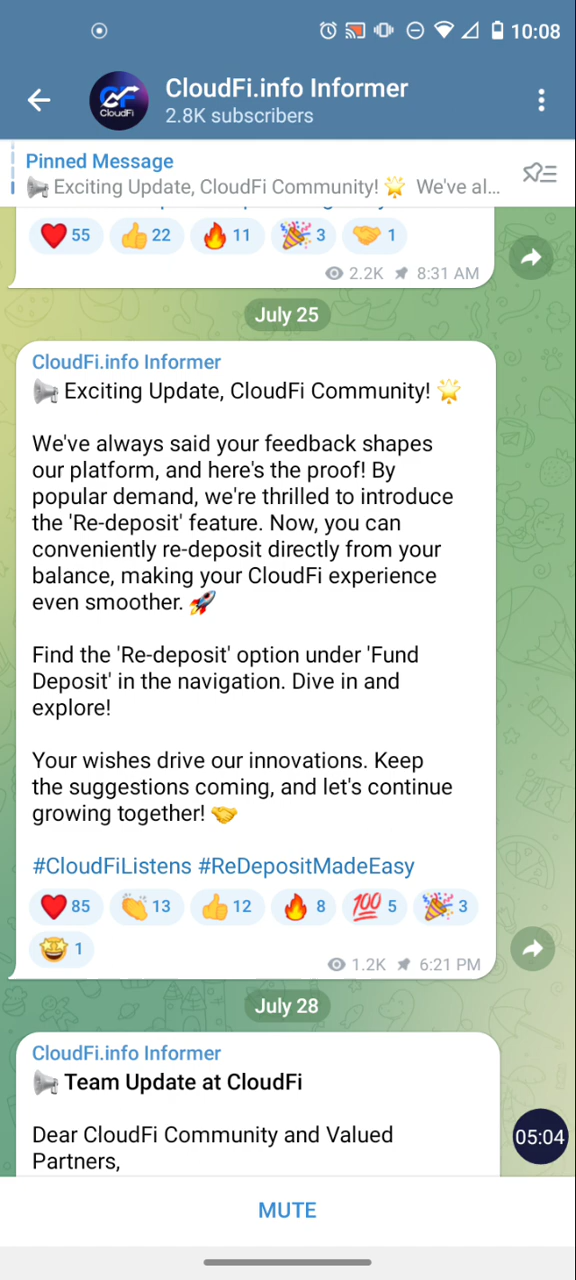 10:08
CloudFi
CloudFi.info Informer
2.8K subscribers
Pinned Message
📢 Exciting Update, CloudFi Community! 🌟 We've al...
❤️ 55 👍 22 🔥 11 🎉 3 🤝 1
2.2K 8:31 AM
July 25
CloudFi.info Informer
📢 Exciting Update, CloudFi Community! 🌟
We've always said your feedback shapes
our platform, and here's the proof! By
popular demand, we're thrilled to introduce
the 'Re-deposit' feature. Now, you can
conveniently re-deposit directly from your
balance, making your CloudFi experience
even smoother. 🚀
Find the 'Re-deposit' option under 'Fund
Deposit' in the navigation. Dive in and
explore!
Your wishes drive our innovations. Keep
the suggestions coming, and let's continue
growing together! 🤝
#CloudFiListens #ReDepositMadeEasy
❤️ 85 👏 13 👍 12 🔥 8 💯 5 🎉 3
🤩 1
1.2K 6:21 PM
July 28
CloudFi.info Informer
📢 Team Update at CloudFi
Dear CloudFi Community and Valued
Partners,
05:04
MUTE